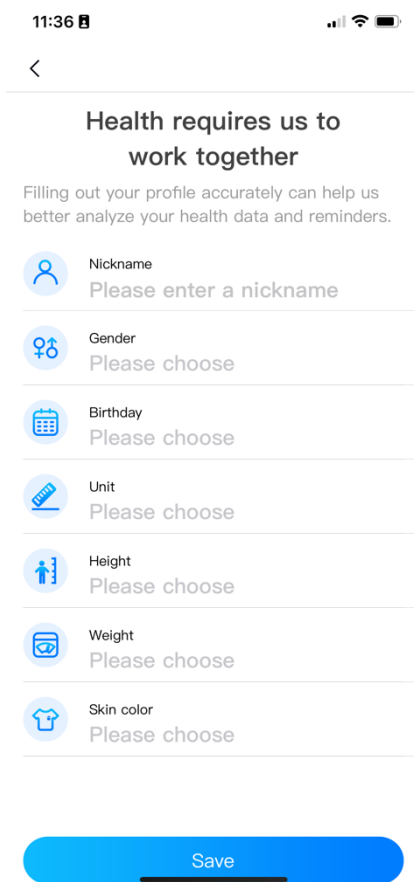 11:36
Health requires us to
work together
Filling out your profile accurately can help us
better analyze your health data and reminders.
Nickname
Please enter a nickname
Gender
Please choose
Birthday
Please choose
Unit
Please choose
Height
Please choose
Weight
Please choose
Skin color
Please choose
Save